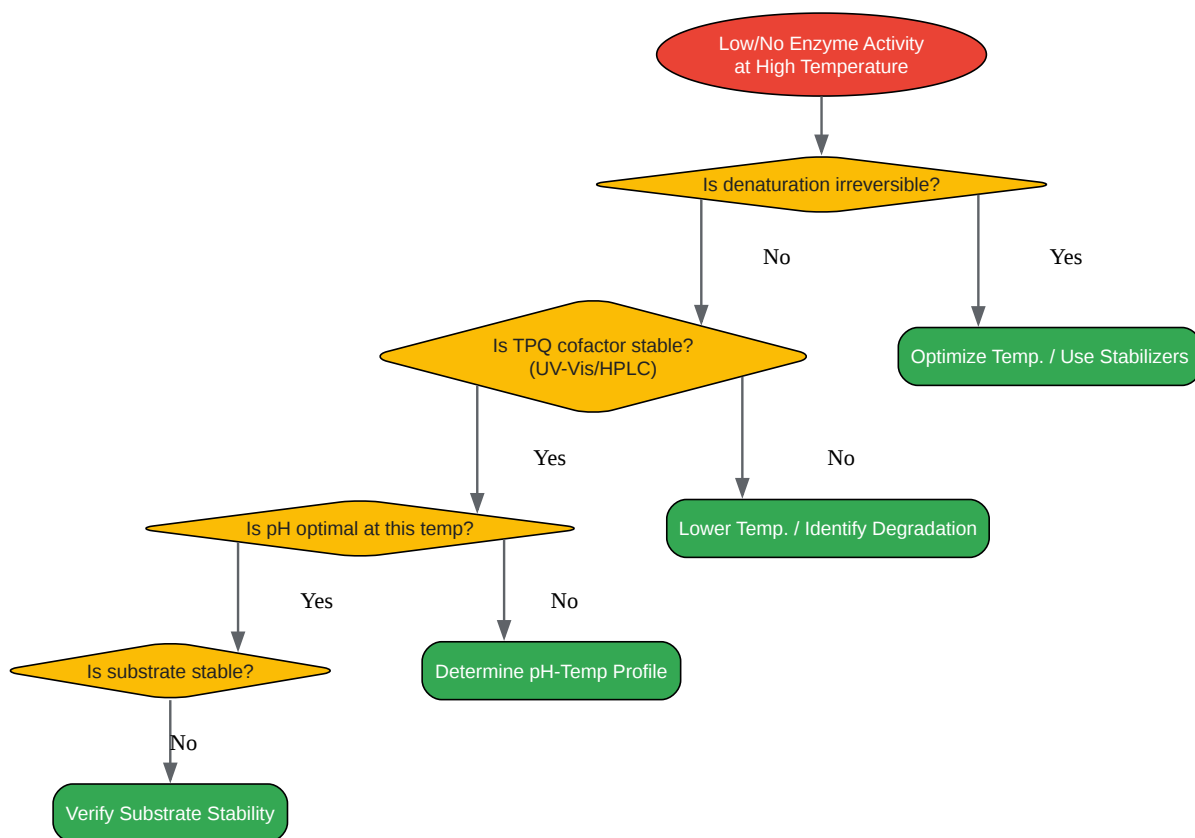 Low/No Enzyme Activity
at High Temperature
Is denaturation irreversible?
No
Yes
Is TPQ cofactor stable?
(UV-Vis/HPLC)
Optimize Temp. / Use Stabilizers
Yes
No
Is pH optimal at this temp?
Lower Temp. / Identify Degradation
Yes
No
Is substrate stable?
Determine pH-Temp Profile
No
Verify Substrate Stability